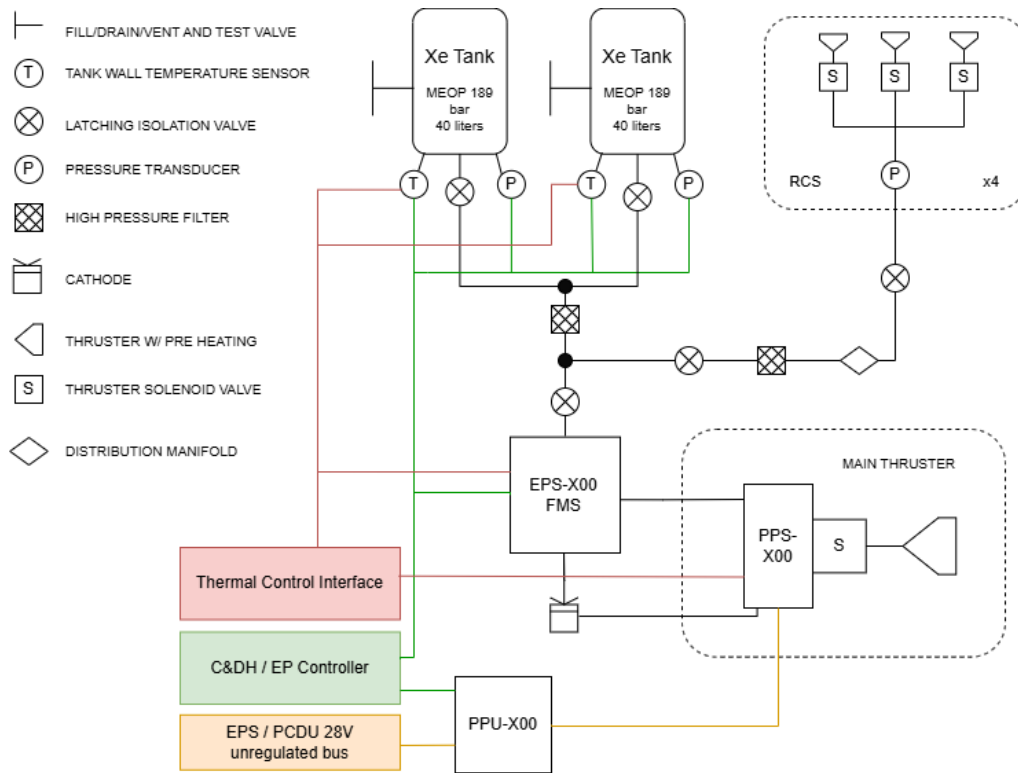 FILL/DRAIN/VENT AND TEST VALVE
T
TANK WALL TEMPERATURE SENSOR
LATCHING ISOLATION VALVE
P
PRESSURE TRANSDUCER
HIGH PRESSURE FILTER
CATHODE
THRUSTER W/ PRE HEATING
S
THRUSTER SOLENOID VALVE
DISTRIBUTION MANIFOLD
Xe Tank
MEOP 189
bar
40 liters
T
P
Xe Tank
MEOP 189
bar
40 liters
T
P
S
S
S
P
RCS
x4
EPS-X00
FMS
MAIN THRUSTER
PPS-
X00
S
Thermal Control Interface
C&DH / EP Controller
EPS / PCDU 28V
unregulated bus
PPU-X00